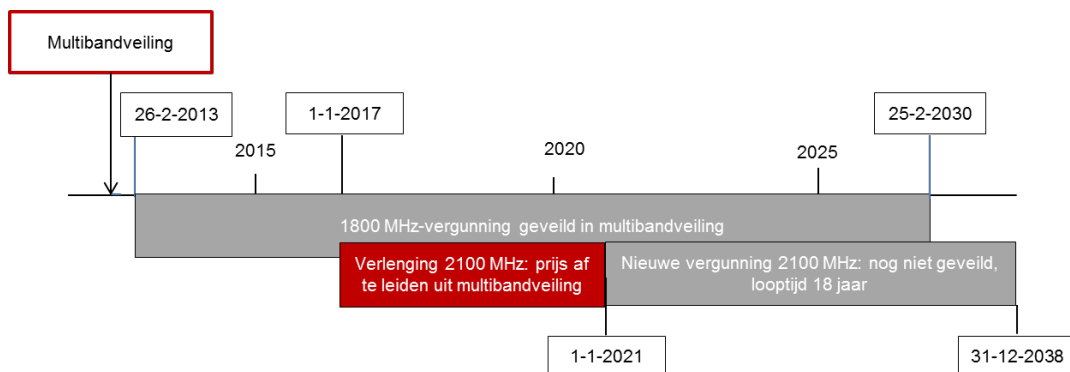 Multibandveiling
26-2-2013
1-1-2017
25-2-2030
2015
2020
2025
1800 MHz-vergunning geveild in multibandveiling
Verlenging 2100 MHz: prijs af
te leiden uit multibandveiling
Nieuwe vergunning 2100 MHz: nog niet geveild,
looptijd 18 jaar
1-1-2021
31-12-2038